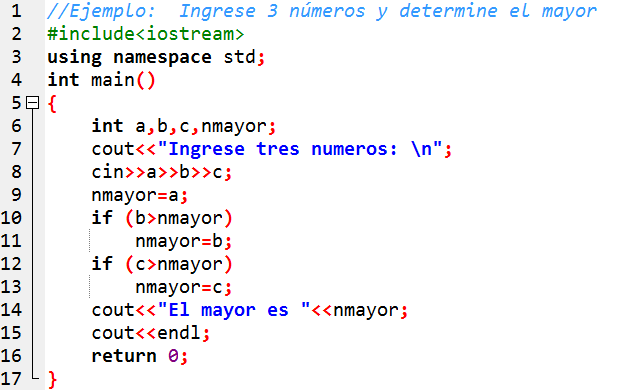 1 //Ejemplo:  Ingrese 3 números y determine el mayor
2 #include<iostream>
3 using namespace std;
4 int main()
5 {
6     int a,b,c,nmayor;
7     cout<<"Ingrese tres numeros: \n";
8     cin>>a>>b>>c;
9     nmayor=a;
10     if (b>nmayor)
11         nmayor=b;
12     if (c>nmayor)
13         nmayor=c;
14     cout<<"El mayor es "<<nmayor;
15     cout<<endl;
16     return 0;
17 }